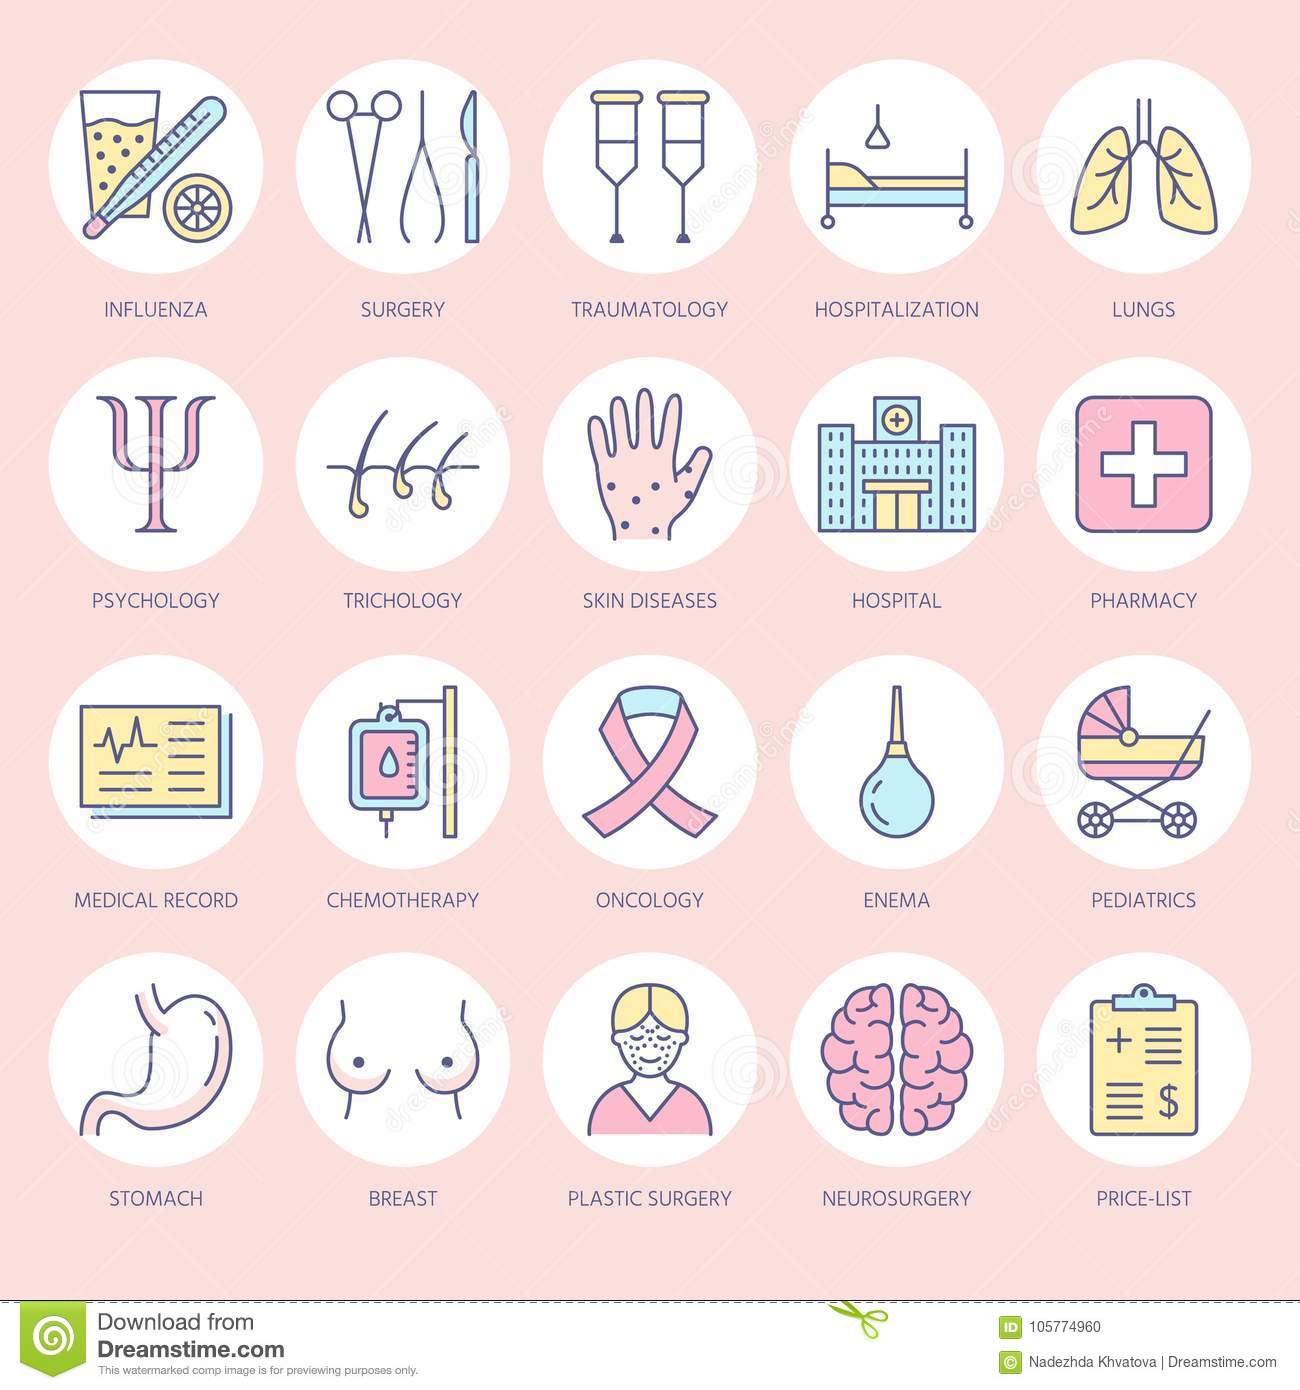 INFLUENZA SURGERY TRAUMATOLOGY HOSPITALIZATION LUNGS
PSYCHOLOGY TRICHOLOGY SKIN DISEASES HOSPITAL PHARMACY
MEDICAL RECORD CHEMOTHERAPY ONCOLOGY ENEMA PEDIATRICS
$
STOMACH BREAST PLASTIC SURGERY NEUROSURGERY PRICE-LIST
Download from
Dreamstime.com
This watermarked comp image is for previewing purposes only.
ID 105774960
© Nadezhda Khvatova | Dreamstime.com